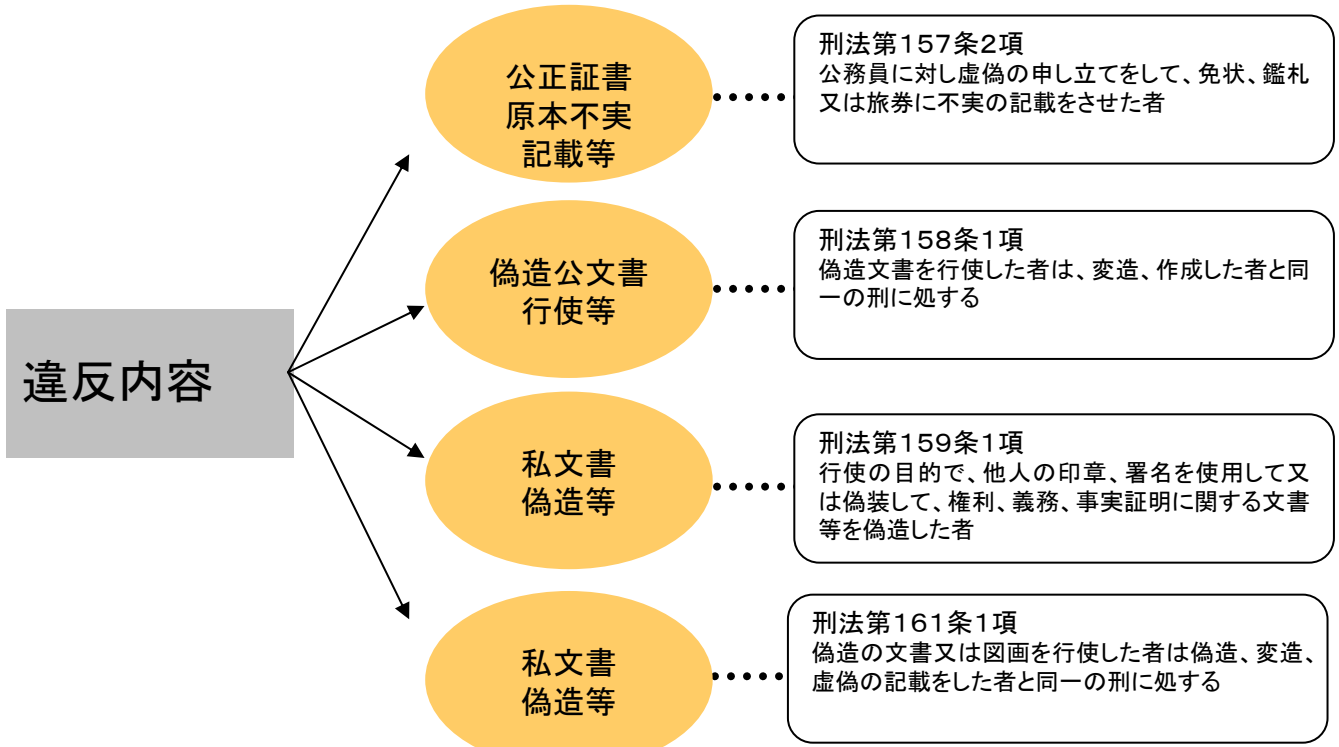 違反内容
公正証書
原本不実
記載等
刑法第157条2項
公務員に対し虚偽の申し立てをして、免状、鑑札
又は旅券に不実の記載をさせた者
偽造公文書
行使等
刑法第158条1項
偽造文書を行使した者は、変造、作成した者と同
一の刑に処する
私文書
偽造等
刑法第159条1項
行使の目的で、他人の印章、署名を使用して又
は偽装して、権利、義務、事実証明に関する文書
等を偽造した者
私文書
偽造等
刑法第161条1項
偽造の文書又は図画を行使した者は偽造、変造、
虚偽の記載をした者と同一の刑に処する